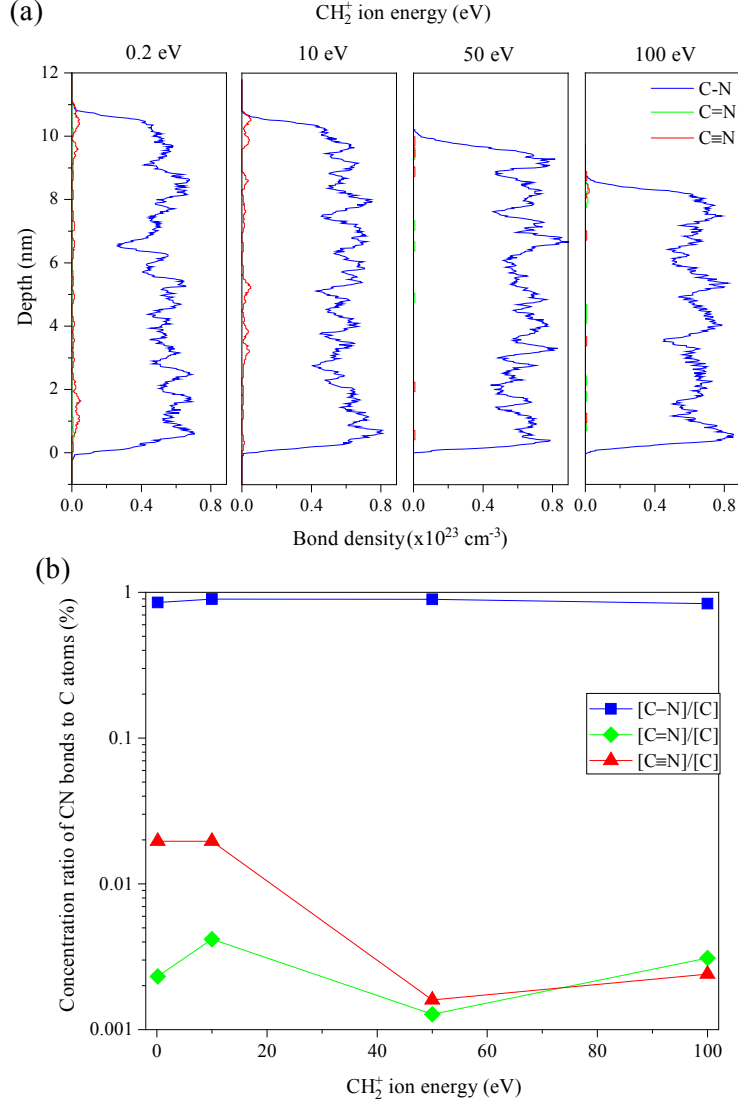 (a)
CH₂⁺ ion energy (eV)
0.2 eV 10 eV 50 eV 100 eV
C-N
C=N
C≡N
12
10
8
6
4
2
0
Depth (nm)
0.0 0.4 0.8 0.0 0.4 0.8 0.0 0.4 0.8 0.0 0.4 0.8
Bond density(x10²³ cm⁻³)
(b)
1
0.1
0.01
0.001
Concentration ratio of CN bonds to C atoms (%)
[C−N]/[C]
[C=N]/[C]
[C≡N]/[C]
0 20 40 60 80 100
CH₂⁺ ion energy (eV)